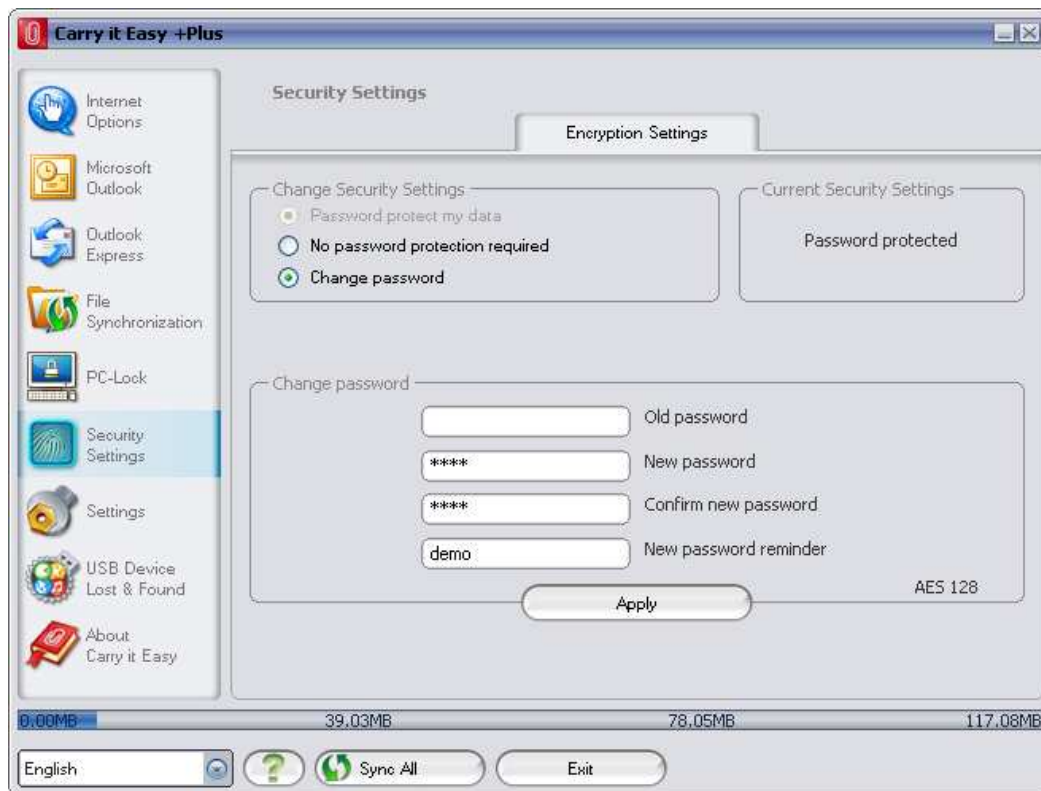 Carry it Easy +Plus
Internet
Options
Microsoft
Outlook
Outlook
Express
File
Synchronization
PC-Lock
Security
Settings
Settings
USB Device
Lost & Found
About
Carry it Easy
Security Settings
Encryption Settings
Change Security Settings
Password protect my data
No password protection required
Change password
Current Security Settings
Password protected
Change password
Old password
**** New password
**** Confirm new password
demo New password reminder
AES 128
Apply
0.00MB 39.03MB 78.05MB 117.08MB
English ? Sync All Exit